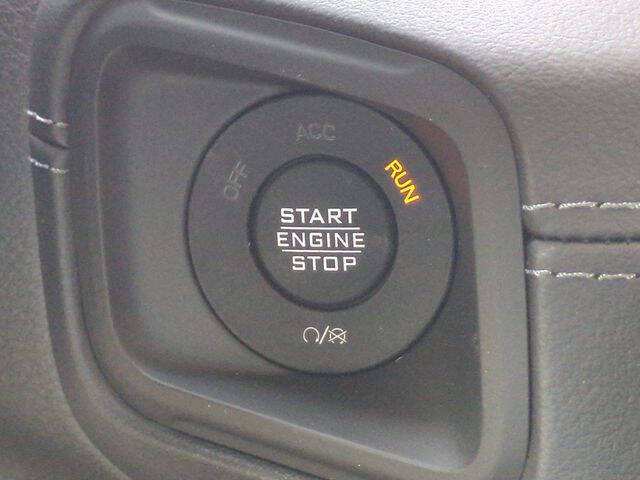 ACC
OFF
RUN
START
ENGINE
STOP